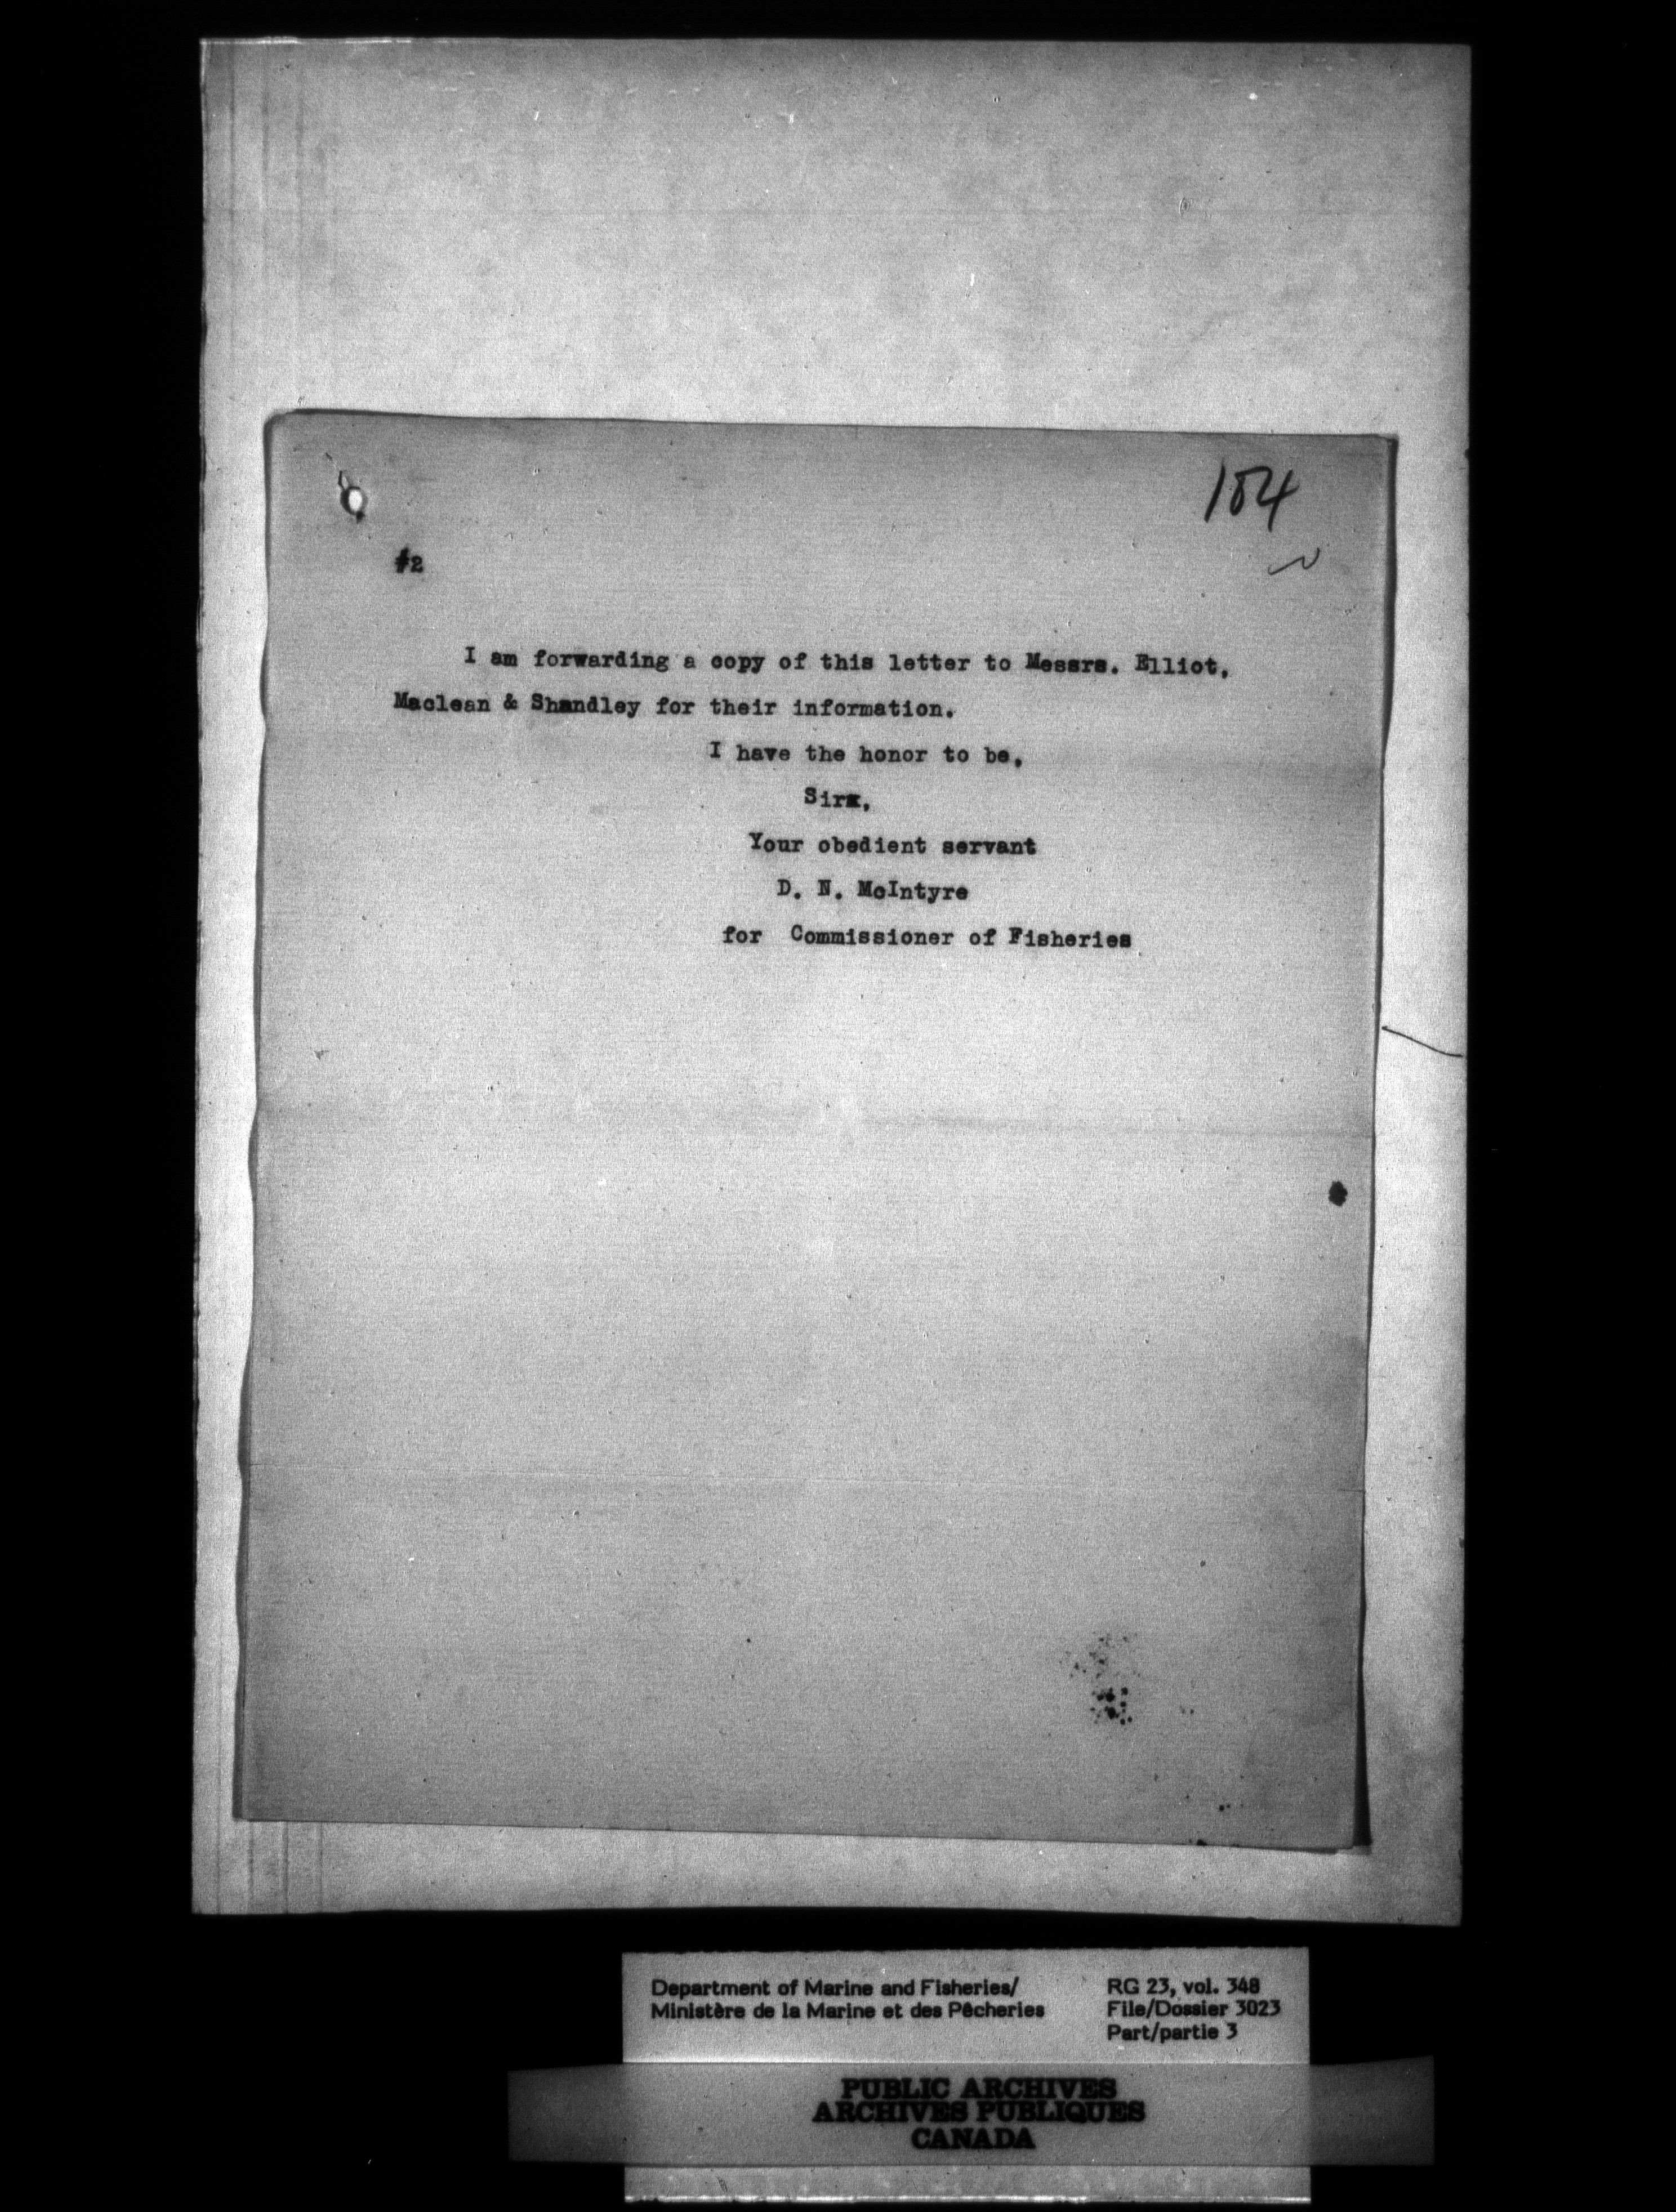 184
#2
I am forwarding a copy of this letter to Messrs. Elliot,
Maclean & Shandley for their information.
I have the honor to be,
Sirx,
Your obedient servant
D. N. McIntyre
for Commissioner of Fisheries
Department of Marine and Fisheries/
Ministère de la Marine et des Pêcheries
RG 23, vol. 348
File/Dossier 3023
Part/partie 3
PUBLIC ARCHIVES
ARCHIVES PUBLIQUES
CANADA